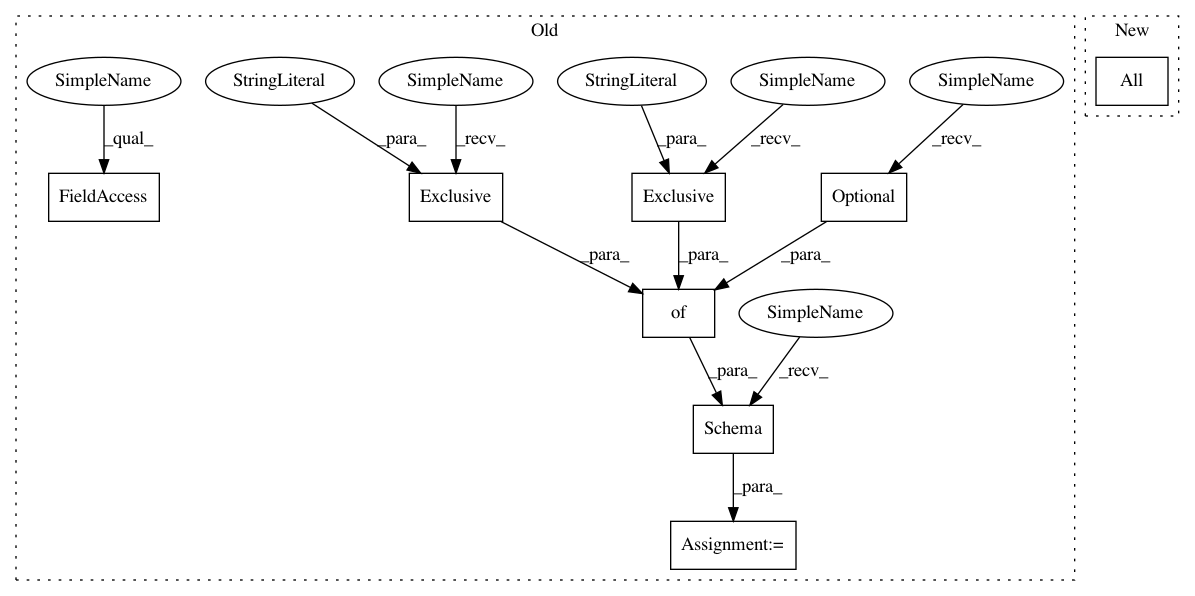 Old
New
SimpleName
StringLiteral
SimpleName
StringLiteral
SimpleName
SimpleName
All
_qual_
_para_
_recv_
_para_
_recv_
_recv_
FieldAccess
Exclusive
Exclusive
Optional
_para_
_para_
_para_
of
SimpleName
_para_
_recv_
Schema
_para_
Assignment:=